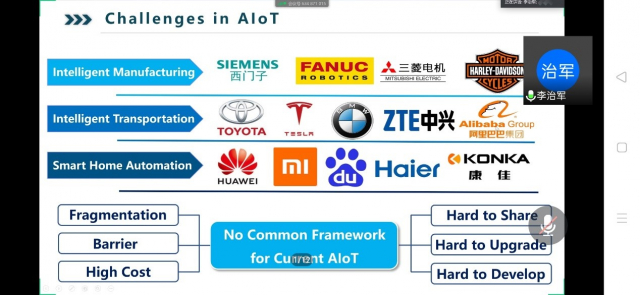 Challenges in AIoT
Intelligent Manufacturing
SIEMENS
西门子
FANUC
ROBOTICS
三菱电机
MITSUBISHI ELECTRIC
MOTOR
HARLEY-DAVIDSON
CYCLES
治军
李治军
Intelligent Transportation
TOYOTA
TESLA
BMW
ZTE中兴
Alibaba Group
阿里巴巴集团
Smart Home Automation
HUAWEI
MI
du
Haier
KONKA
康佳
Fragmentation
Barrier
High Cost
No Common Framework
for Current AIoT
Hard to Share
Hard to Upgrade
Hard to Develop